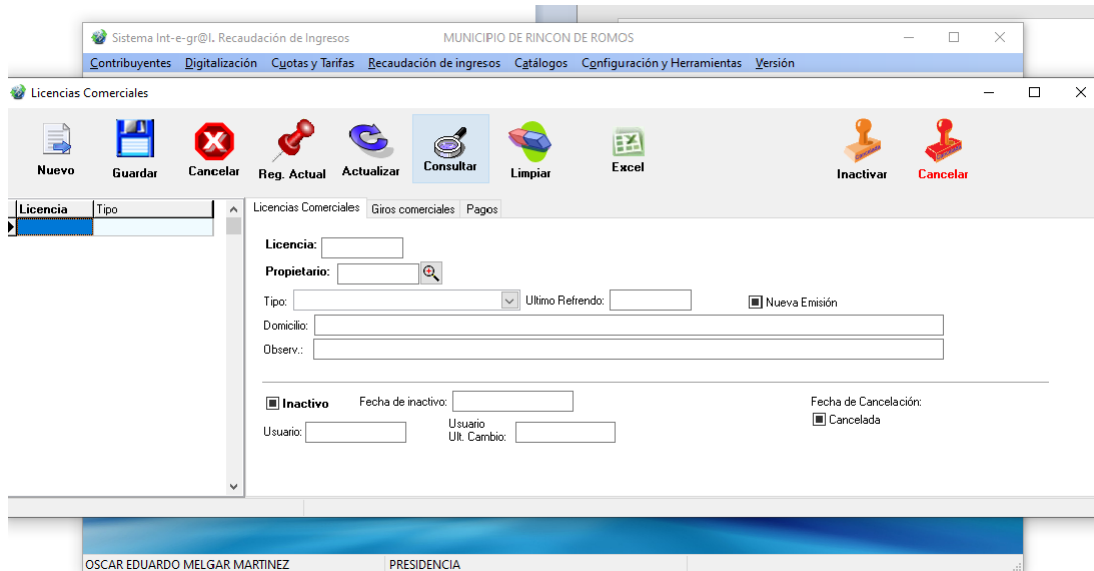 Sistema Int-e-gr@l. Recaudación de Ingresos MUNICIPIO DE RINCON DE ROMOS
Contribuyentes Digitalización Cuotas y Tarifas Recaudación de ingresos Catálogos Configuración y Herramientas Versión
Licencias Comerciales
Nuevo Guardar Cancelar Reg. Actual Actualizar Consultar Limpiar Excel Inactivar Cancelar
Licencia Tipo
Licencias Comerciales Giros comerciales Pagos
Licencia:
Propietario:
Tipo: Ultimo Refrendo: Nueva Emisión
Domicilio:
Observ.:
Inactivo Fecha de inactivo: Fecha de Cancelación:
Cancelada
Usuario: Usuario
Ult. Cambio:
OSCAR EDUARDO MELGAR MARTINEZ PRESIDENCIA